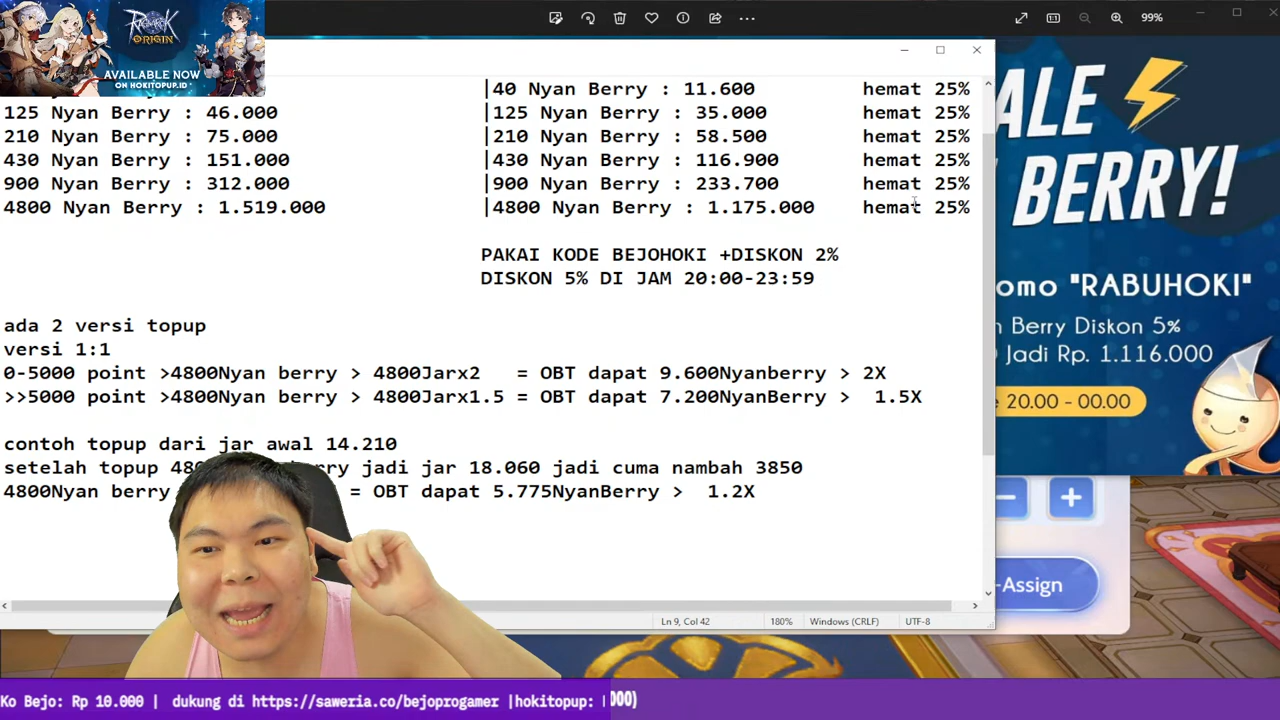 RAGNAROK
ORIGIN
AVAILABLE NOW
ON HOKITOPUP.ID
99%
125 Nyan Berry : 46.000
210 Nyan Berry : 75.000
430 Nyan Berry : 151.000
900 Nyan Berry : 312.000
4800 Nyan Berry : 1.519.000
|40 Nyan Berry : 11.600 hemat 25%
|125 Nyan Berry : 35.000 hemat 25%
|210 Nyan Berry : 58.500 hemat 25%
|430 Nyan Berry : 116.900 hemat 25%
|900 Nyan Berry : 233.700 hemat 25%
|4800 Nyan Berry : 1.175.000 hemat 25%
PAKAI KODE BEJOHOKI +DISKON 2%
DISKON 5% DI JAM 20:00-23:59
ada 2 versi topup
versi 1:1
0-5000 point >4800Nyan berry > 4800Jarx2 = OBT dapat 9.600Nyanberry > 2X
>>5000 point >4800Nyan berry > 4800Jarx1.5 = OBT dapat 7.200NyanBerry > 1.5X
contoh topup dari jar awal 14.210
setelah topup 48 rry jadi jar 18.060 jadi cuma nambah 3850
4800Nyan berry = OBT dapat 5.775NyanBerry > 1.2X
Ln 9, Col 42
180%
Windows (CRLF)
UTF-8
ALE
BERRY!
omo "RABUHOKI"
n Berry Diskon 5%
Jadi Rp. 1.116.000
e 20.00 - 00.00
-Assign
Ko Bejo: Rp 10.000 | dukung di https://saweria.co/bejoprogamer |hokitopup: 000)